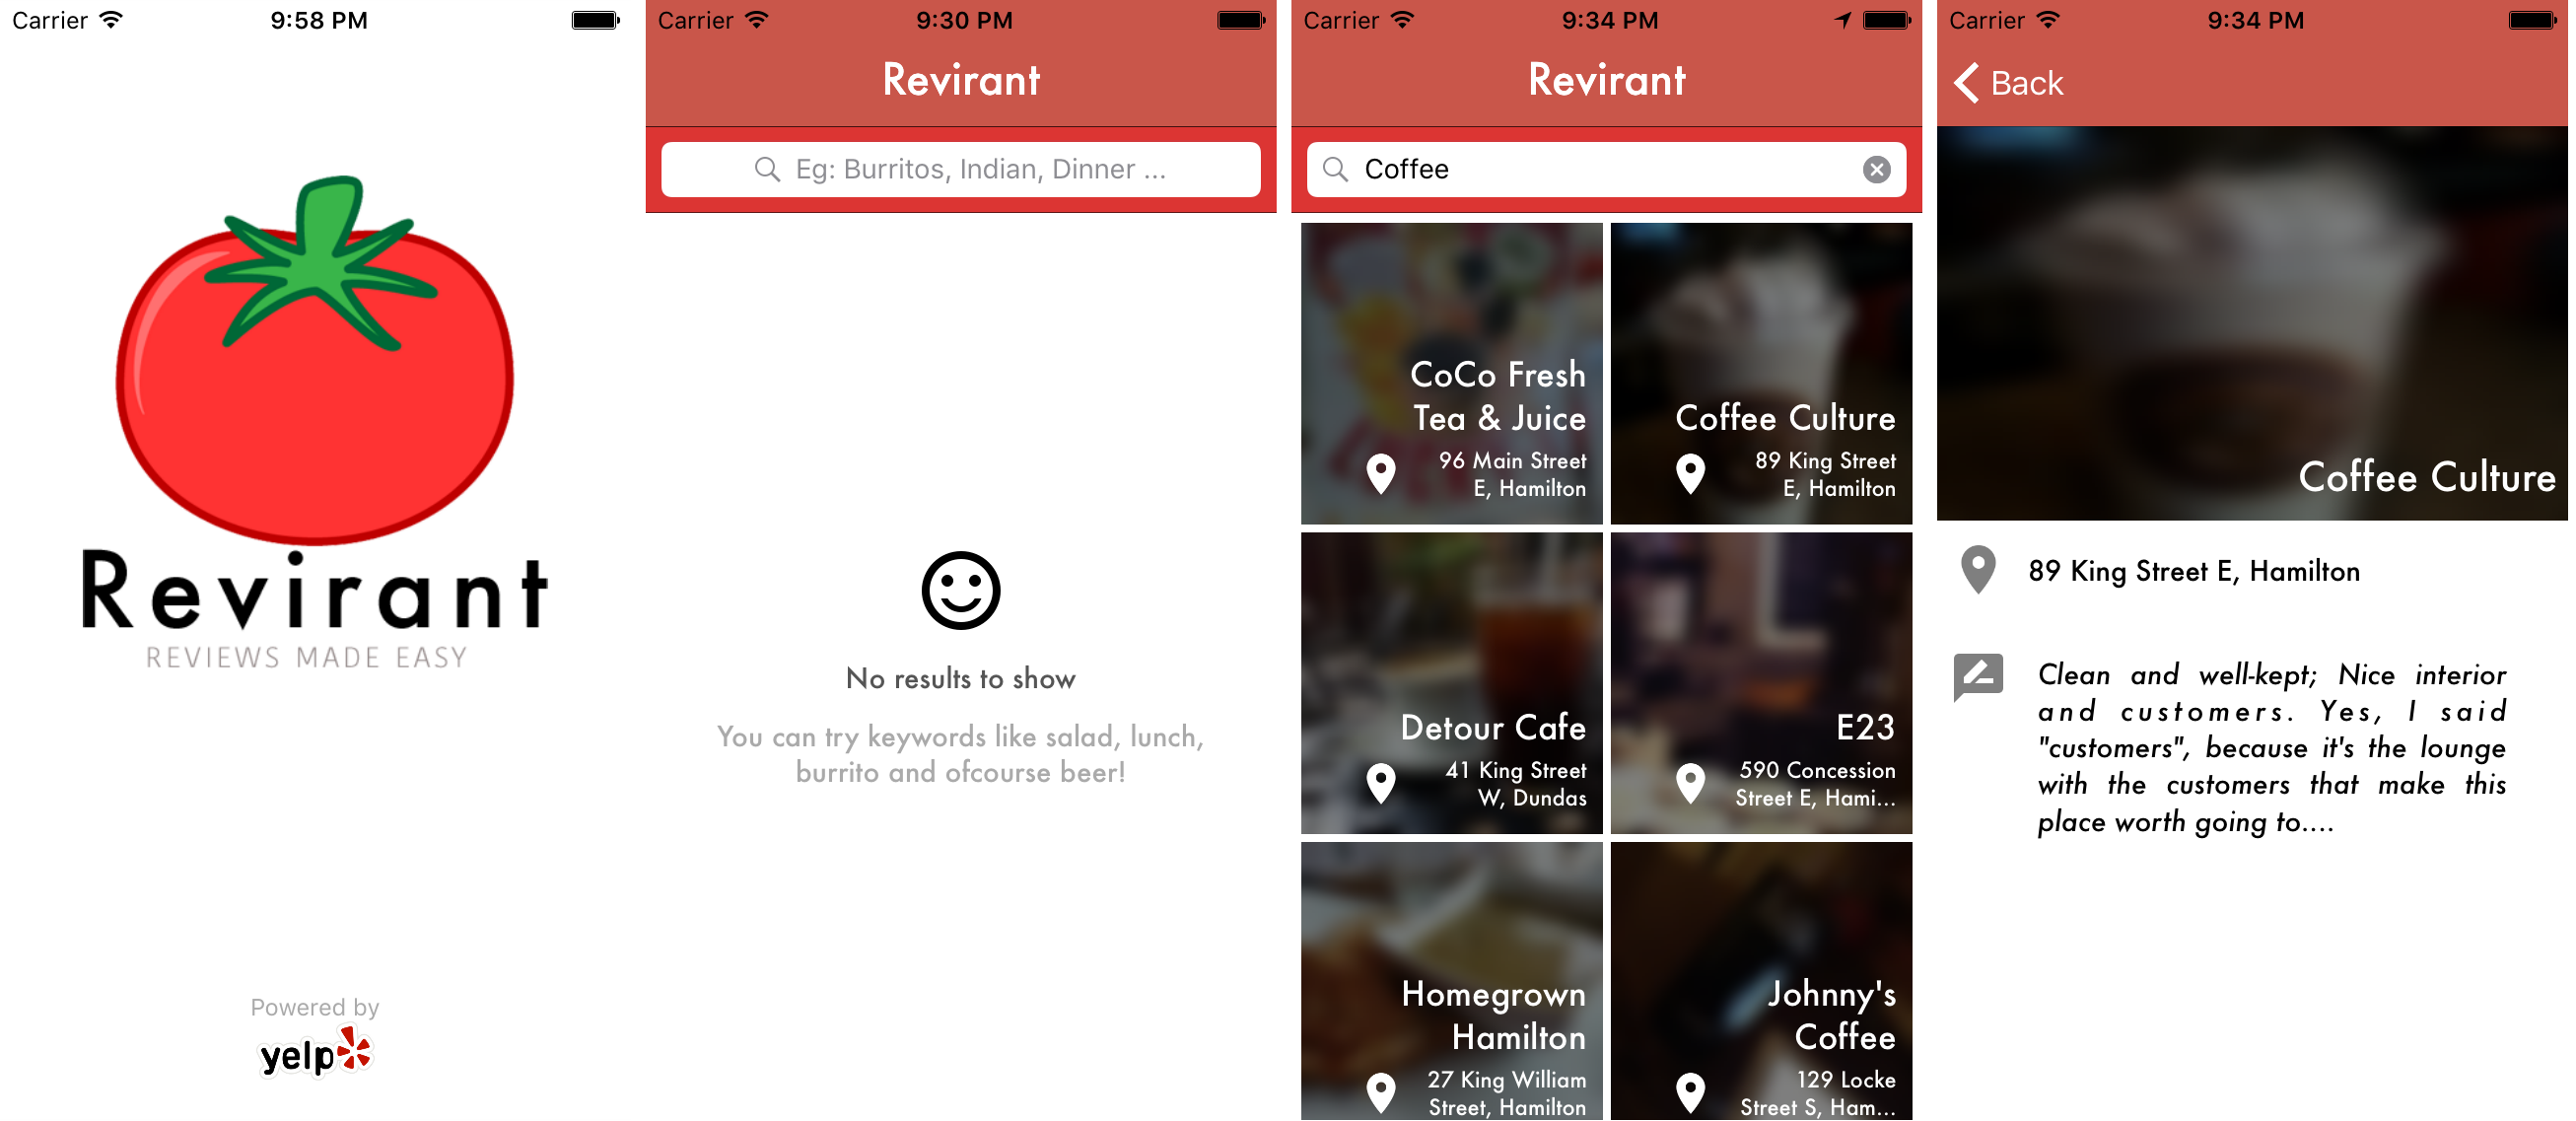 Carrier 9:58 PM
Revirant
REVIEWS MADE EASY
Powered by
yelp
Carrier 9:30 PM
Revirant
Eg: Burritos, Indian, Dinner ...
No results to show
You can try keywords like salad, lunch,
burrito and ofcourse beer!
Carrier 9:34 PM
Revirant
Coffee
CoCo Fresh
Tea & Juice
96 Main Street
E, Hamilton
Coffee Culture
89 King Street
E, Hamilton
Detour Cafe
41 King Street
W, Dundas
E23
590 Concession
Street E, Hami...
Homegrown
Hamilton
27 King William
Street, Hamilton
Johnny's
Coffee
129 Locke
Street S, Ham...
Carrier 9:34 PM
Back
Coffee Culture
89 King Street E, Hamilton
Clean and well-kept; Nice interior
and customers. Yes, I said
"customers", because it's the lounge
with the customers that make this
place worth going to....